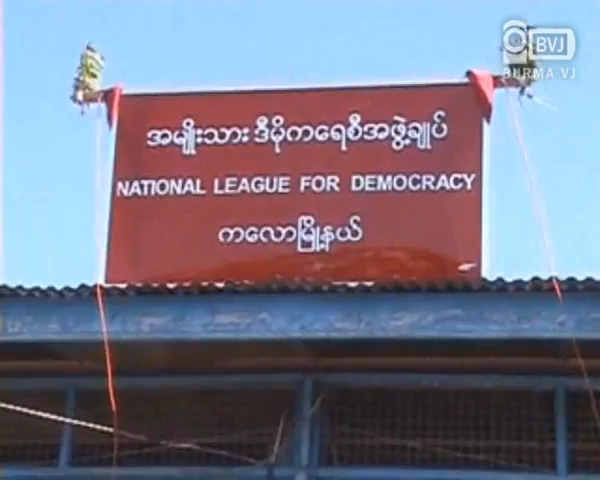 BVJ
BURMA VJ
အမျိုးသား ဒီမိုကရေစီအဖွဲ့ချုပ်
NATIONAL LEAGUE FOR DEMOCRACY
ကလောမြို့နယ်